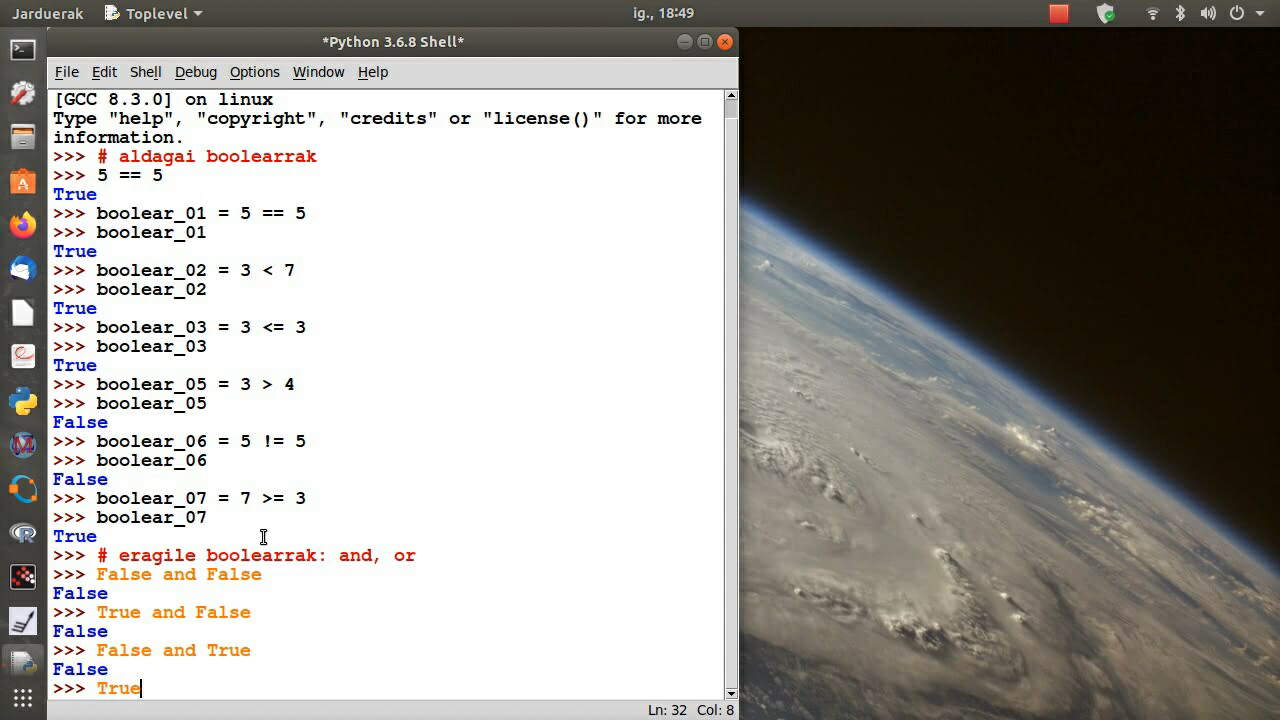 Jarduerak
Toplevel
ig., 18:49
*Python 3.6.8 Shell*
File Edit Shell Debug Options Window Help
[GCC 8.3.0] on linux
Type "help", "copyright", "credits" or "license()" for more
information.
>>> # aldagai boolearrak
>>> 5 == 5
True
>>> boolear_01 = 5 == 5
>>> boolear_01
True
>>> boolear_02 = 3 < 7
>>> boolear_02
True
>>> boolear_03 = 3 <= 3
>>> boolear_03
True
>>> boolear_05 = 3 > 4
>>> boolear_05
False
>>> boolear_06 = 5 != 5
>>> boolear_06
False
>>> boolear_07 = 7 >= 3
>>> boolear_07
True
>>> # eragile boolearrak: and, or
>>> False and False
False
>>> True and False
False
>>> False and True
False
>>> True
Ln: 32 Col: 8